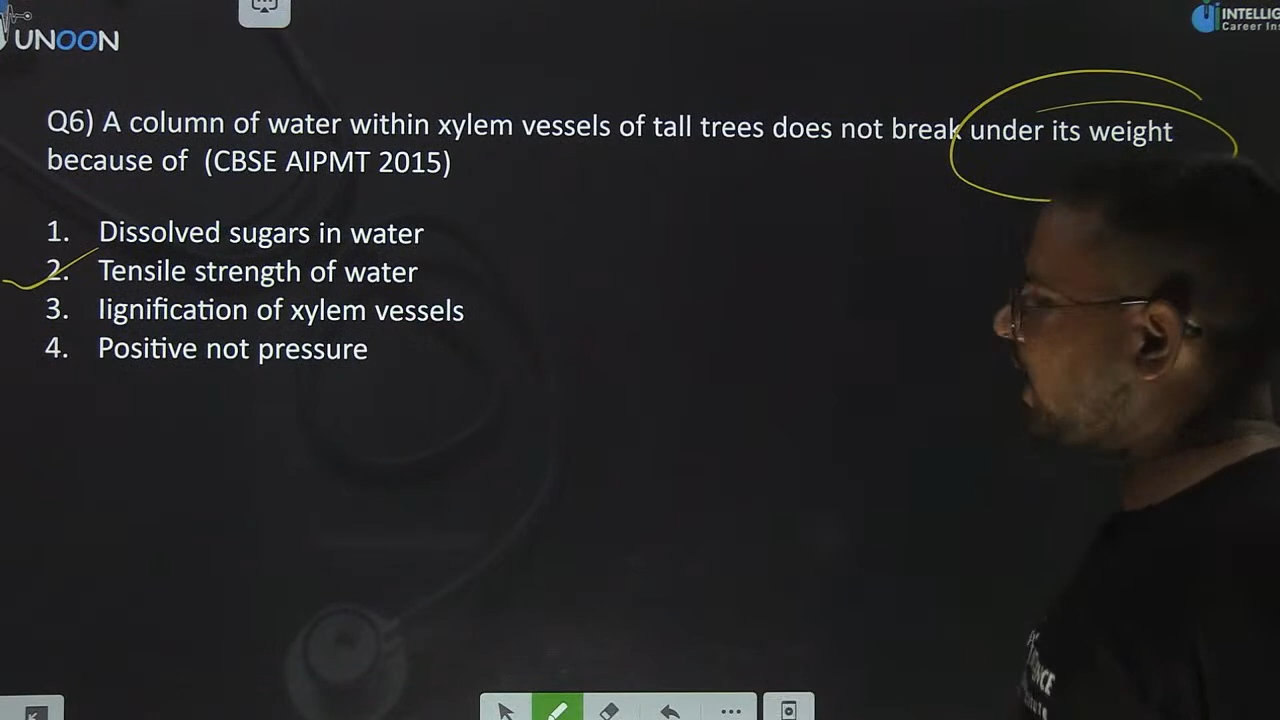 UNOON
INTELLIG
Career Ins
Q6) A column of water within xylem vessels of tall trees does not break under its weight
because of (CBSE AIPMT 2015)
1. Dissolved sugars in water
2. Tensile strength of water
3. lignification of xylem vessels
4. Positive not pressure